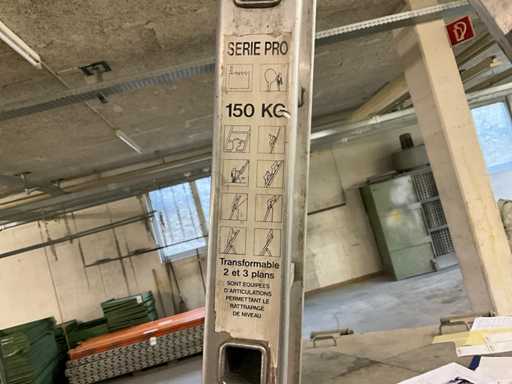 SERIE PRO
150 KG
Transformable
2 et 3 plans
SONT EQUIPEES
D'ARTICULATIONS
PERMETTANT LE
RATTRAPAGE
DE NIVEAU